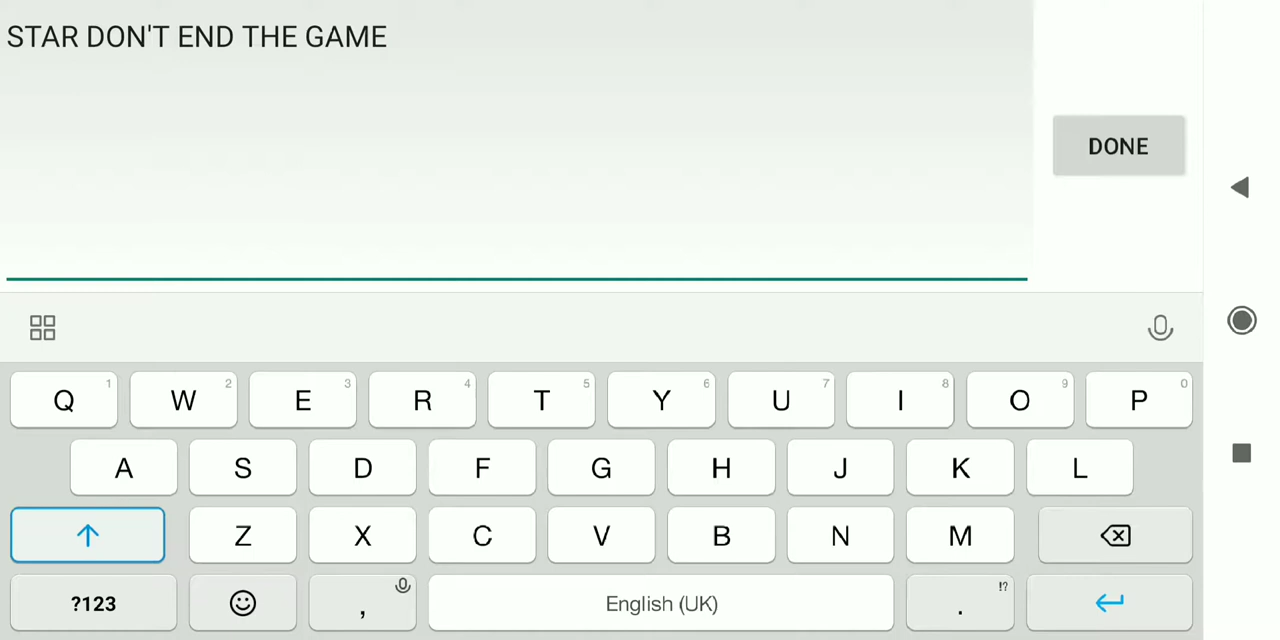 STAR DON'T END THE GAME
DONE
Q 1 W 2 E 3 R 4 T 5 Y 6 U 7 I 8 O 9 P 0
A S D F G H J K L
Z X C V B N M
?123 , English (UK) . !?